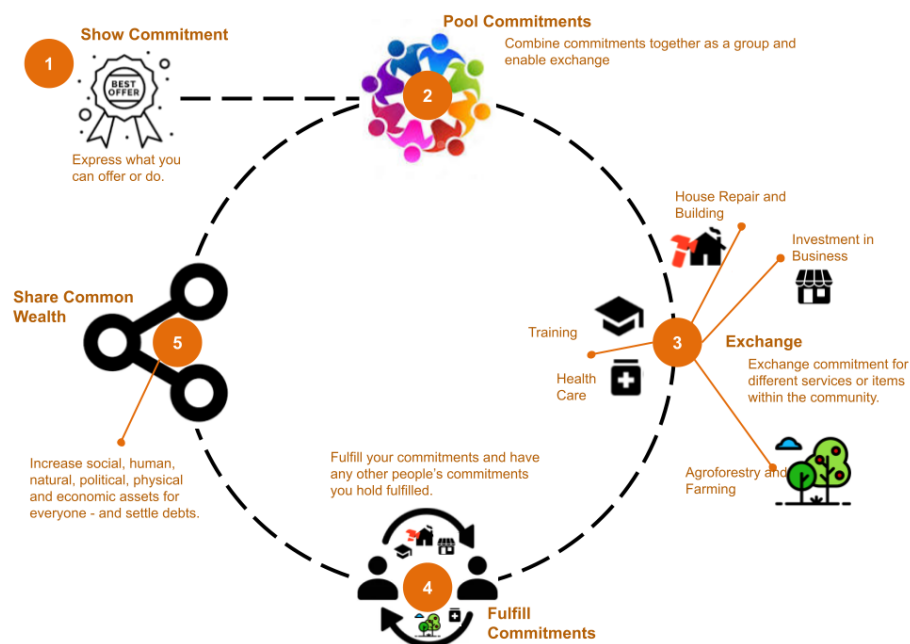 1
Show Commitment
BEST
OFFER
Express what you
can offer or do.
Pool Commitments
2
Combine commitments together as a group and
enable exchange
House Repair and
Building
Investment in
Business
Training
Health
Care
3
Exchange
Exchange commitment for
different services or items
within the community.
Agroforestry and
Farming
Fulfill your commitments and have
any other people's commitments
you hold fulfilled.
4
Fulfill
Commitments
Share Common
Wealth
5
Increase social, human,
natural, political, physical
and economic assets for
everyone - and settle debts.